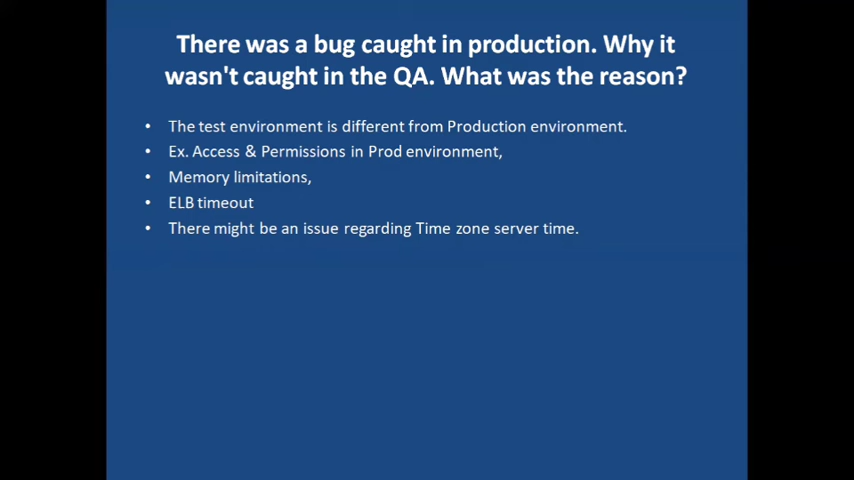 There was a bug caught in production. Why it
wasn't caught in the QA. What was the reason?
• The test environment is different from Production environment.
• Ex. Access & Permissions in Prod environment,
• Memory limitations,
• ELB timeout
• There might be an issue regarding Time zone server time.